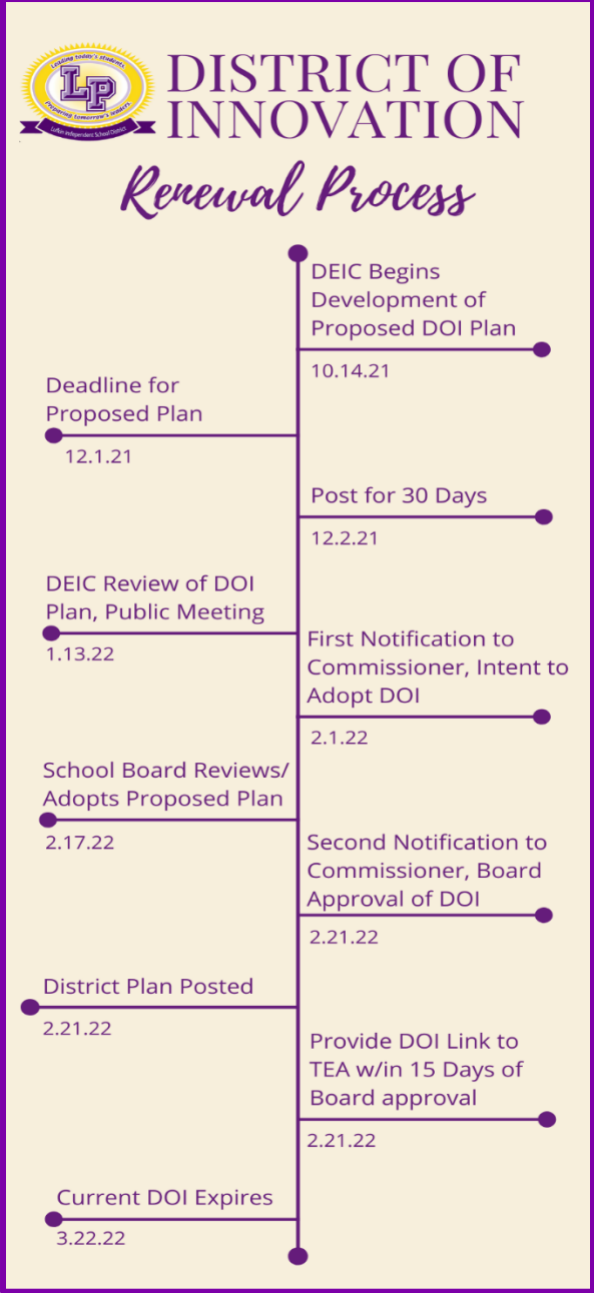 Leading today's students
LP
Preparing tomorrow's leaders
Lufkin Independent School District
DISTRICT OF
INNOVATION
Renewal Process
DEIC Begins
Development of
Proposed DOI Plan
10.14.21
Deadline for
Proposed Plan
12.1.21
Post for 30 Days
12.2.21
DEIC Review of DOI
Plan, Public Meeting
1.13.22
First Notification to
Commissioner, Intent to
Adopt DOI
2.1.22
School Board Reviews/
Adopts Proposed Plan
2.17.22
Second Notification to
Commissioner, Board
Approval of DOI
2.21.22
District Plan Posted
2.21.22
Provide DOI Link to
TEA w/in 15 Days of
Board approval
2.21.22
Current DOI Expires
3.22.22